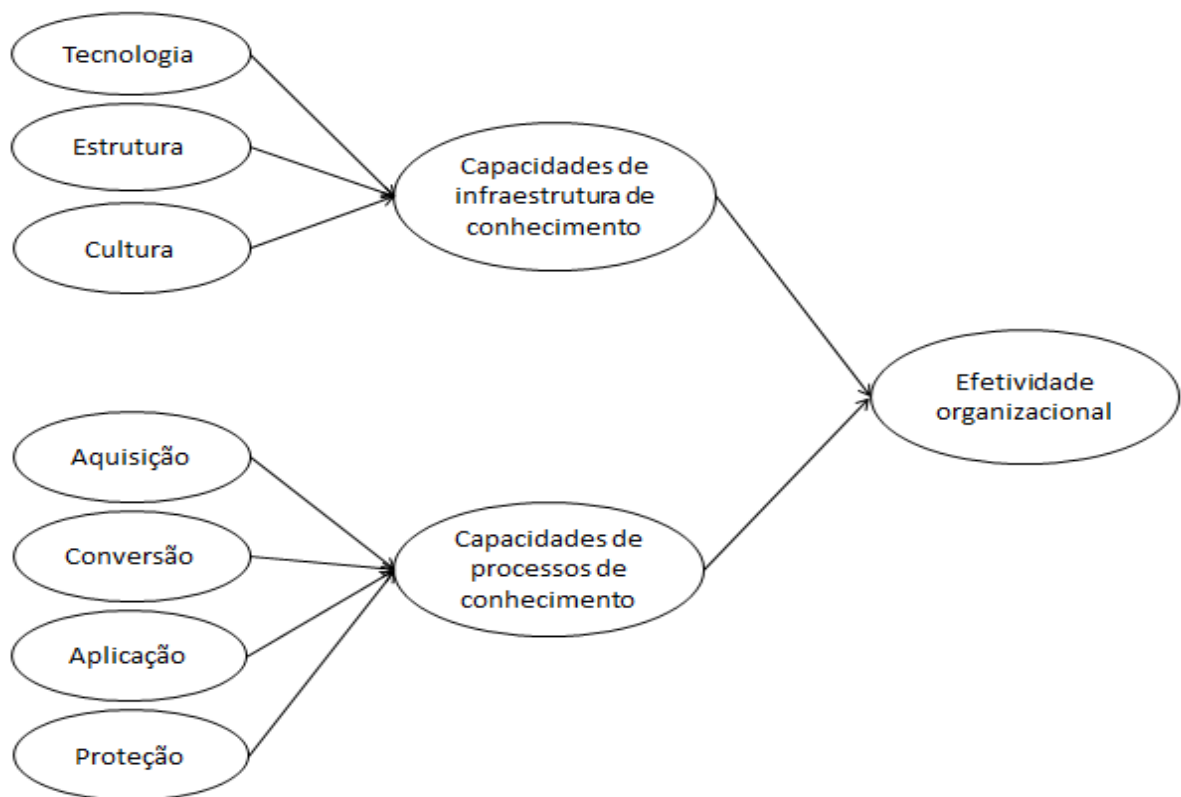 Tecnologia
Estrutura
Cultura
Capacidades de
infraestrutura de
conhecimento
Efetividade
organizacional
Aquisição
Conversão
Aplicação
Proteção
Capacidades de
processos de
conhecimento